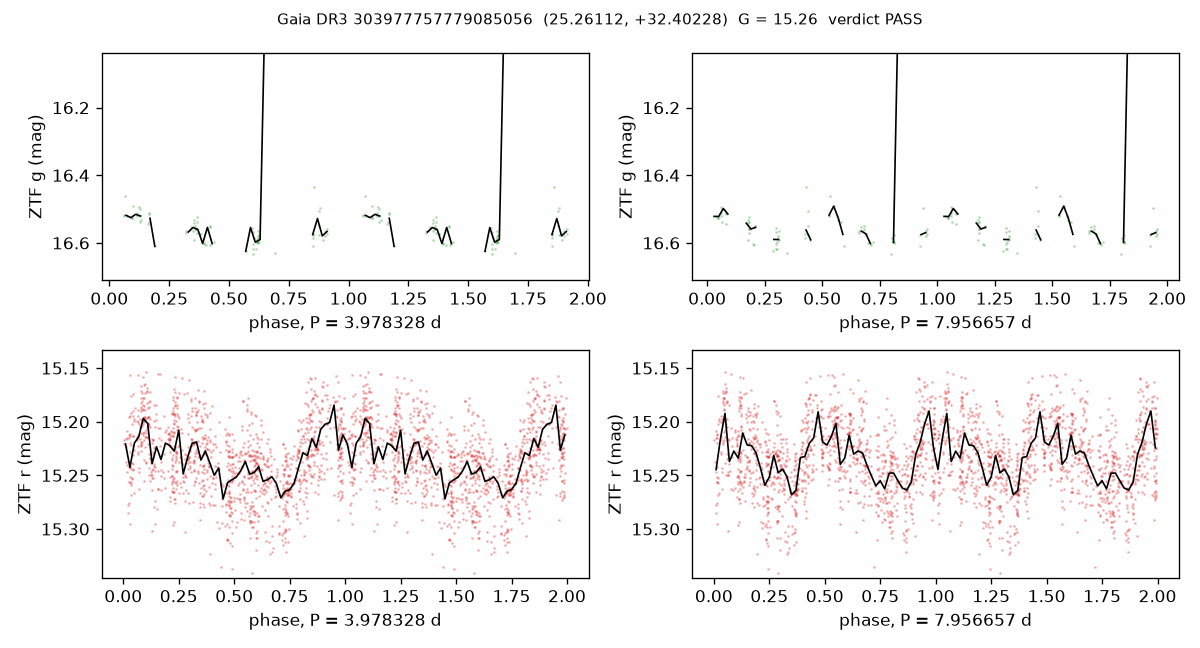 Gaia DR3 303977757779085056 (25.26112, +32.40228) G = 15.26 verdict PASS
ZTF g (mag)
16.2
16.4
16.6
0.00 0.25 0.50 0.75 1.00 1.25 1.50 1.75 2.00
phase, P = 3.978328 d
ZTF g (mag)
16.2
16.4
16.6
0.00 0.25 0.50 0.75 1.00 1.25 1.50 1.75 2.00
phase, P = 7.956657 d
ZTF r (mag)
15.15
15.20
15.25
15.30
0.00 0.25 0.50 0.75 1.00 1.25 1.50 1.75 2.00
phase, P = 3.978328 d
ZTF r (mag)
15.15
15.20
15.25
15.30
0.00 0.25 0.50 0.75 1.00 1.25 1.50 1.75 2.00
phase, P = 7.956657 d